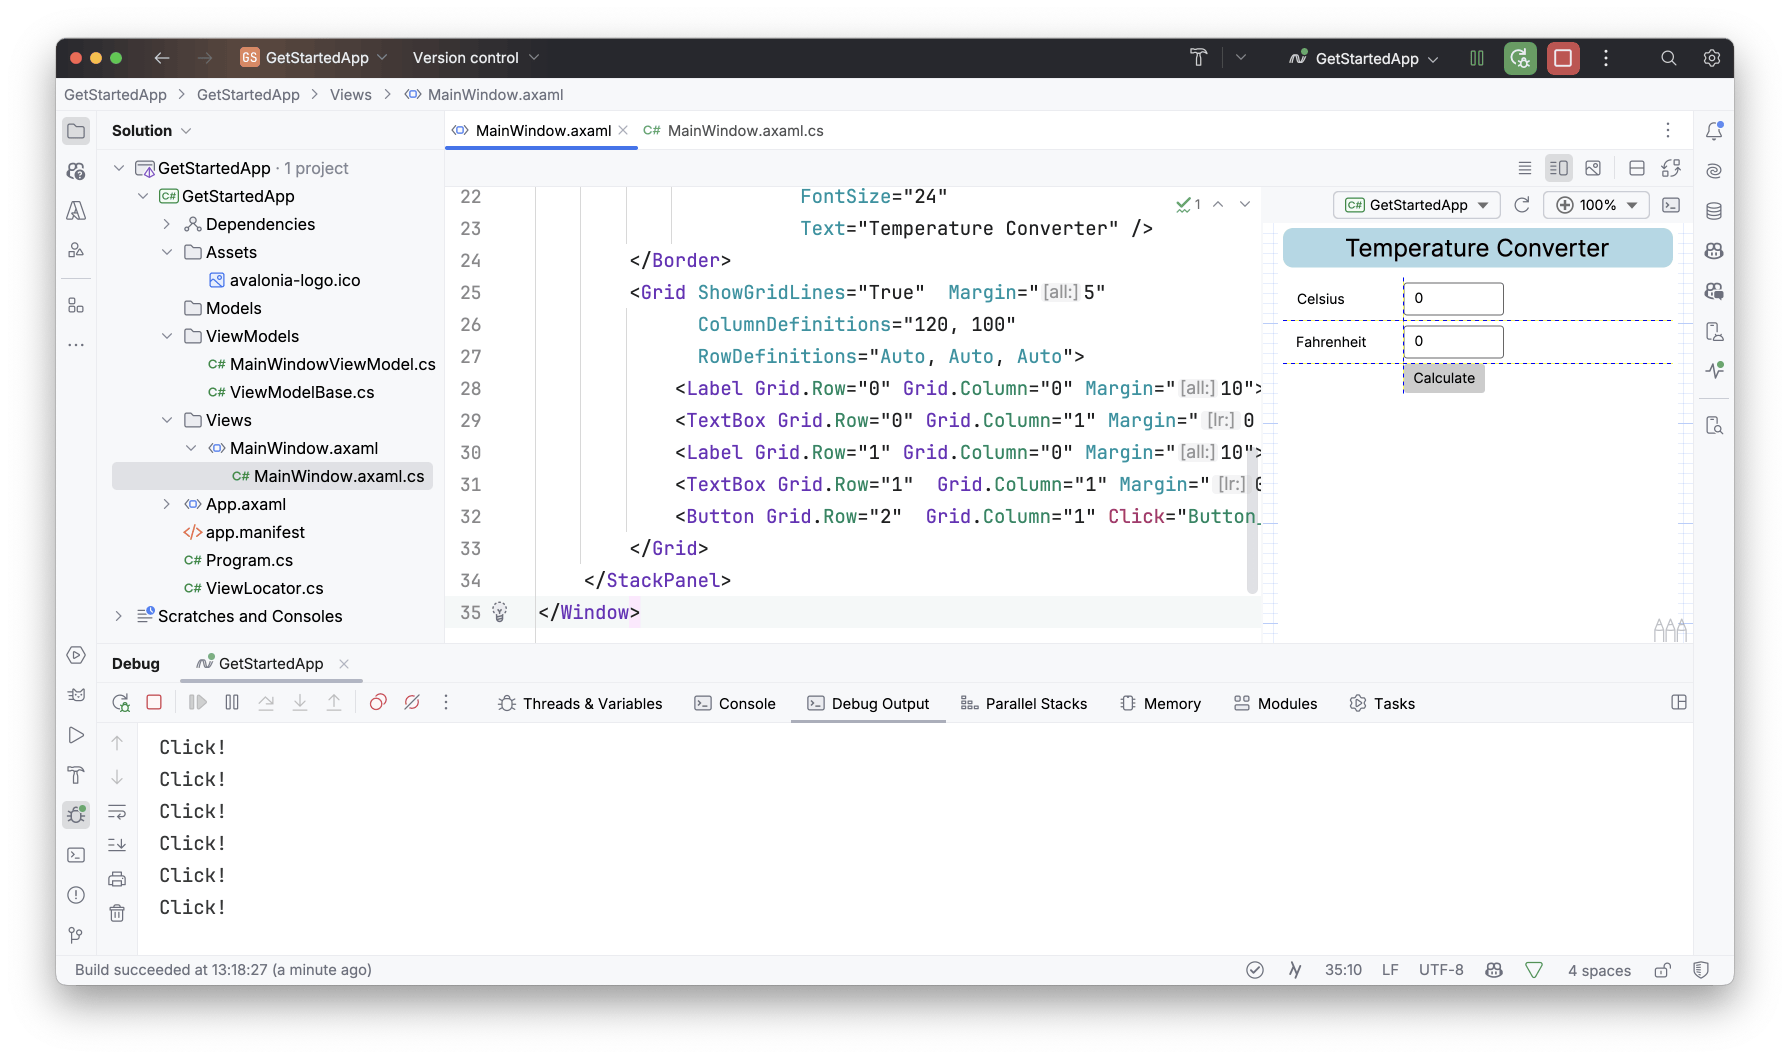 GS GetStartedApp Version control GetStartedApp
GetStartedApp > GetStartedApp > Views > MainWindow.axaml
Solution
GetStartedApp · 1 project
C# GetStartedApp
Dependencies
Assets
avalonia-logo.ico
Models
ViewModels
C# MainWindowViewModel.cs
C# ViewModelBase.cs
Views
MainWindow.axaml
C# MainWindow.axaml.cs
App.axaml
app.manifest
C# Program.cs
C# ViewLocator.cs
Scratches and Consoles
MainWindow.axaml C# MainWindow.axaml.cs
22 FontSize="24"
23 Text="Temperature Converter" />
24 </Border>
25 <Grid ShowGridLines="True"  Margin="[all:]5"
26 ColumnDefinitions="120, 100"
27 RowDefinitions="Auto, Auto, Auto">
28 <Label Grid.Row="0" Grid.Column="0" Margin="[all:]10">
29 <TextBox Grid.Row="0" Grid.Column="1" Margin="[lr:]0
30 <Label Grid.Row="1" Grid.Column="0" Margin="[all:]10">
31 <TextBox Grid.Row="1"  Grid.Column="1" Margin="[lr:]0
32 <Button Grid.Row="2"  Grid.Column="1" Click="Button_
33 </Grid>
34 </StackPanel>
35 </Window>
1
C# GetStartedApp 100%
Temperature Converter
Celsius 0
Fahrenheit 0
Calculate
Debug GetStartedApp
Threads & Variables Console Debug Output Parallel Stacks Memory Modules Tasks
Click!
Click!
Click!
Click!
Click!
Click!
Build succeeded at 13:18:27 (a minute ago) 35:10 LF UTF-8 4 spaces